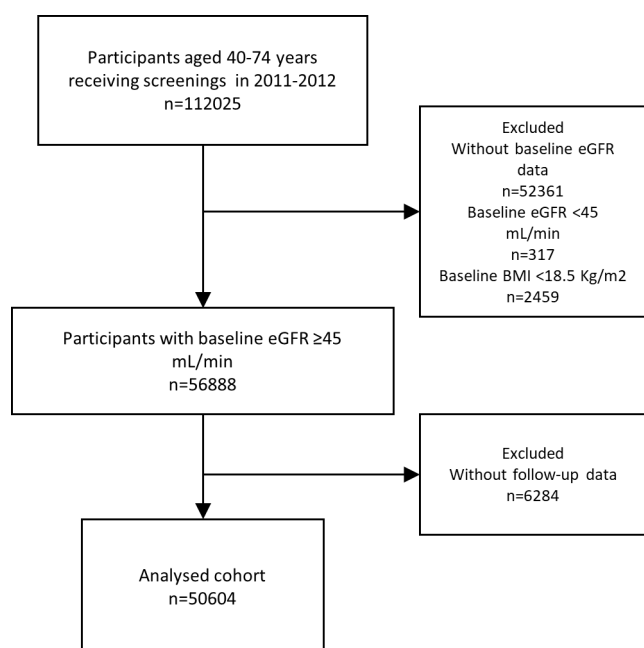 Participants aged 40-74 years
receiving screenings in 2011-2012
n=112025
Excluded
Without baseline eGFR
data
n=52361
Baseline eGFR <45
mL/min
n=317
Baseline BMI <18.5 Kg/m2
n=2459
Participants with baseline eGFR ≥45
mL/min
n=56888
Excluded
Without follow-up data
n=6284
Analysed cohort
n=50604